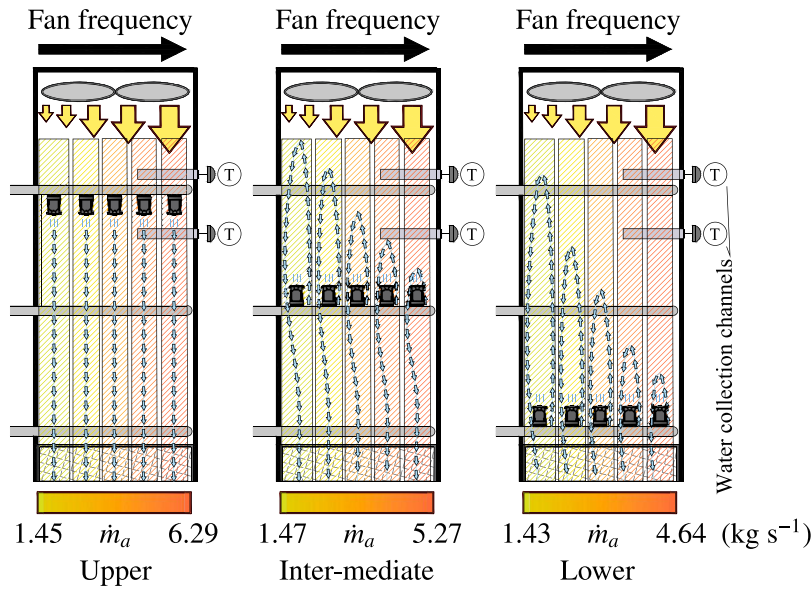 Fan frequency Fan frequency Fan frequency
T T T
T T T
Water collection channels
1.45 ṁₐ 6.29 1.47 ṁₐ 5.27 1.43 ṁₐ 4.64 (kg s⁻¹)
Upper Inter-mediate Lower